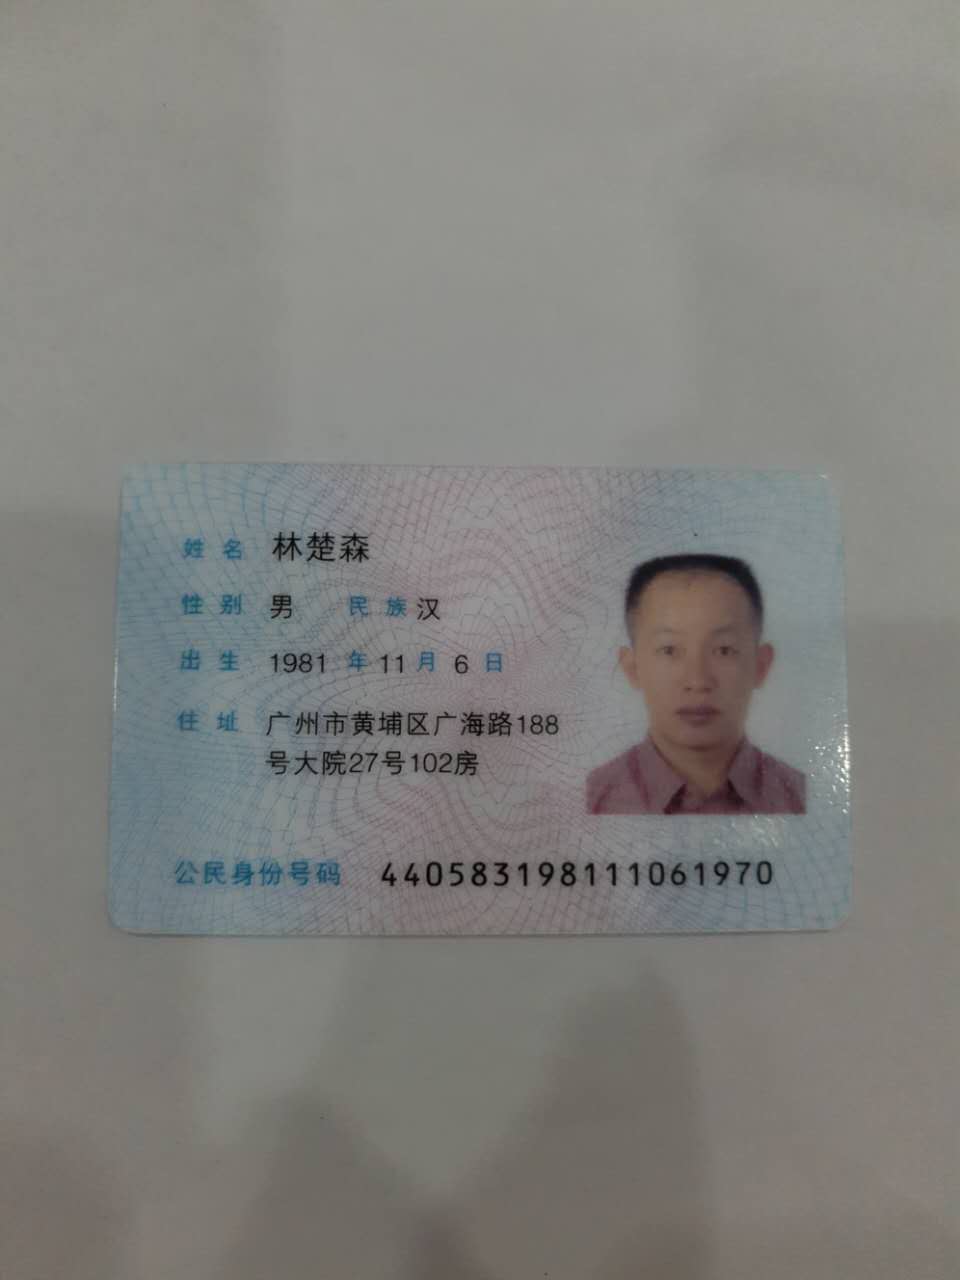 姓名 林楚森
性别 男 民族 汉
出生 1981 年 11 月 6 日
住址 广州市黄埔区广海路188
号大院27号102房
公民身份号码 440583198111061970